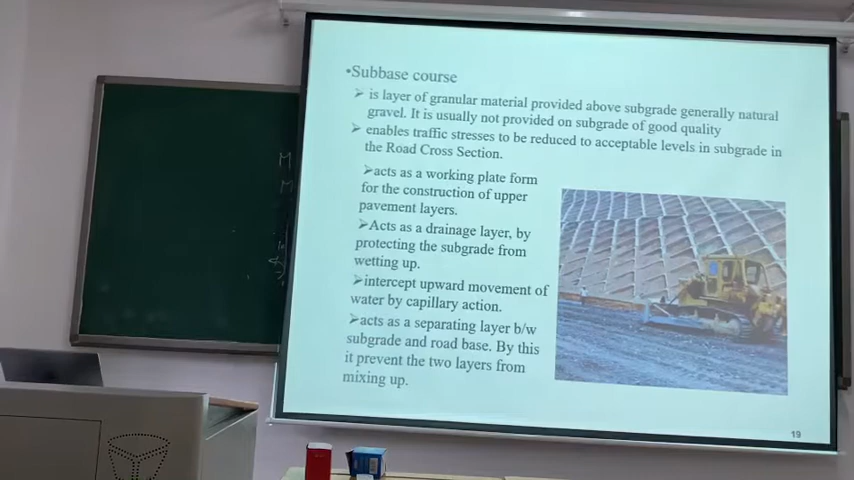 •Subbase course
➢ is layer of granular material provided above subgrade generally natural
gravel. It is usually not provided on subgrade of good quality
➢ enables traffic stresses to be reduced to acceptable levels in subgrade in
the Road Cross Section.
➢acts as a working plate form
for the construction of upper
pavement layers.
➢Acts as a drainage layer, by
protecting the subgrade from
wetting up.
➢intercept upward movement of
water by capillary action.
➢acts as a separating layer b/w
subgrade and road base. By this
it prevent the two layers from
mixing up.
19